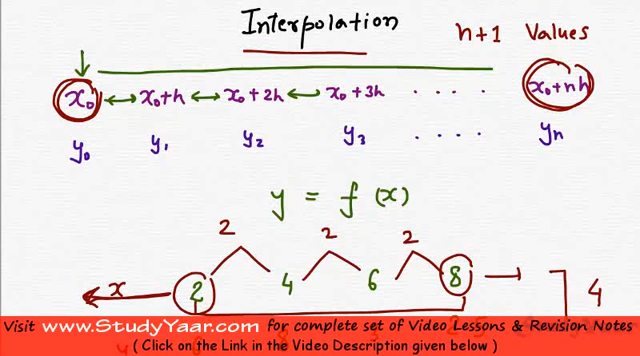 Interpolation
n+1 Values
x₀ ↔ x₀+h ↔ x₀+2h ↔ x₀+3h . . . . x₀+nh
y₀ y₁ y₂ y₃ . . . . yₙ
y = f(x)
2 2 2
x 2 4 6 8 → 4
Visit www.StudyYaar.com for complete set of Video Lessons & Revision Notes
( Click on the Link in the Video Description given below )